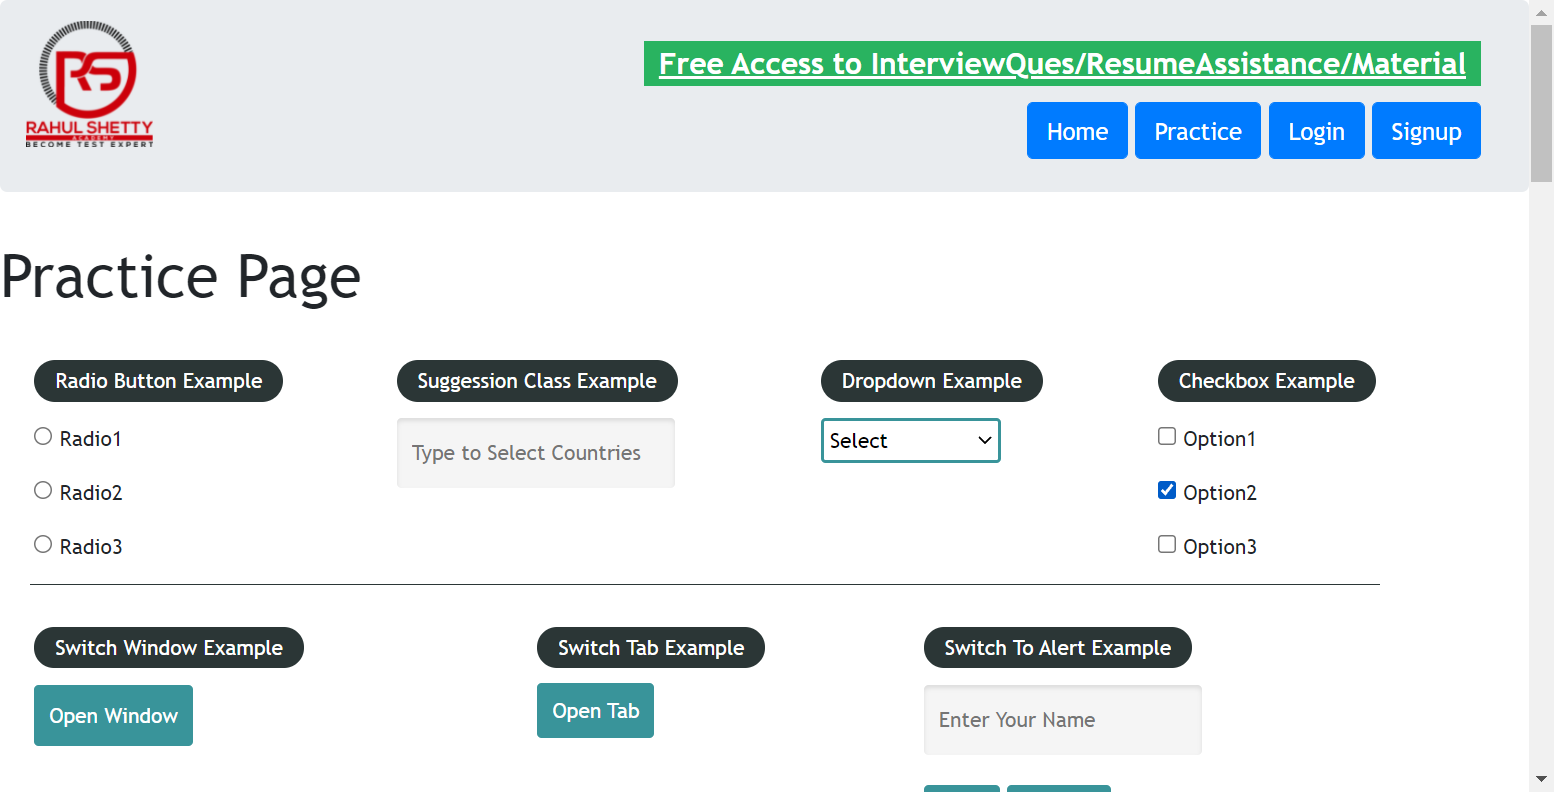 RS
RAHUL SHETTY
ACADEMY
BECOME TEST EXPERT
Free Access to InterviewQues/ResumeAssistance/Material
Home Practice Login Signup
Practice Page
Radio Button Example
Radio1
Radio2
Radio3
Suggession Class Example
Type to Select Countries
Dropdown Example
Select
Checkbox Example
Option1
Option2
Option3
Switch Window Example
Open Window
Switch Tab Example
Open Tab
Switch To Alert Example
Enter Your Name